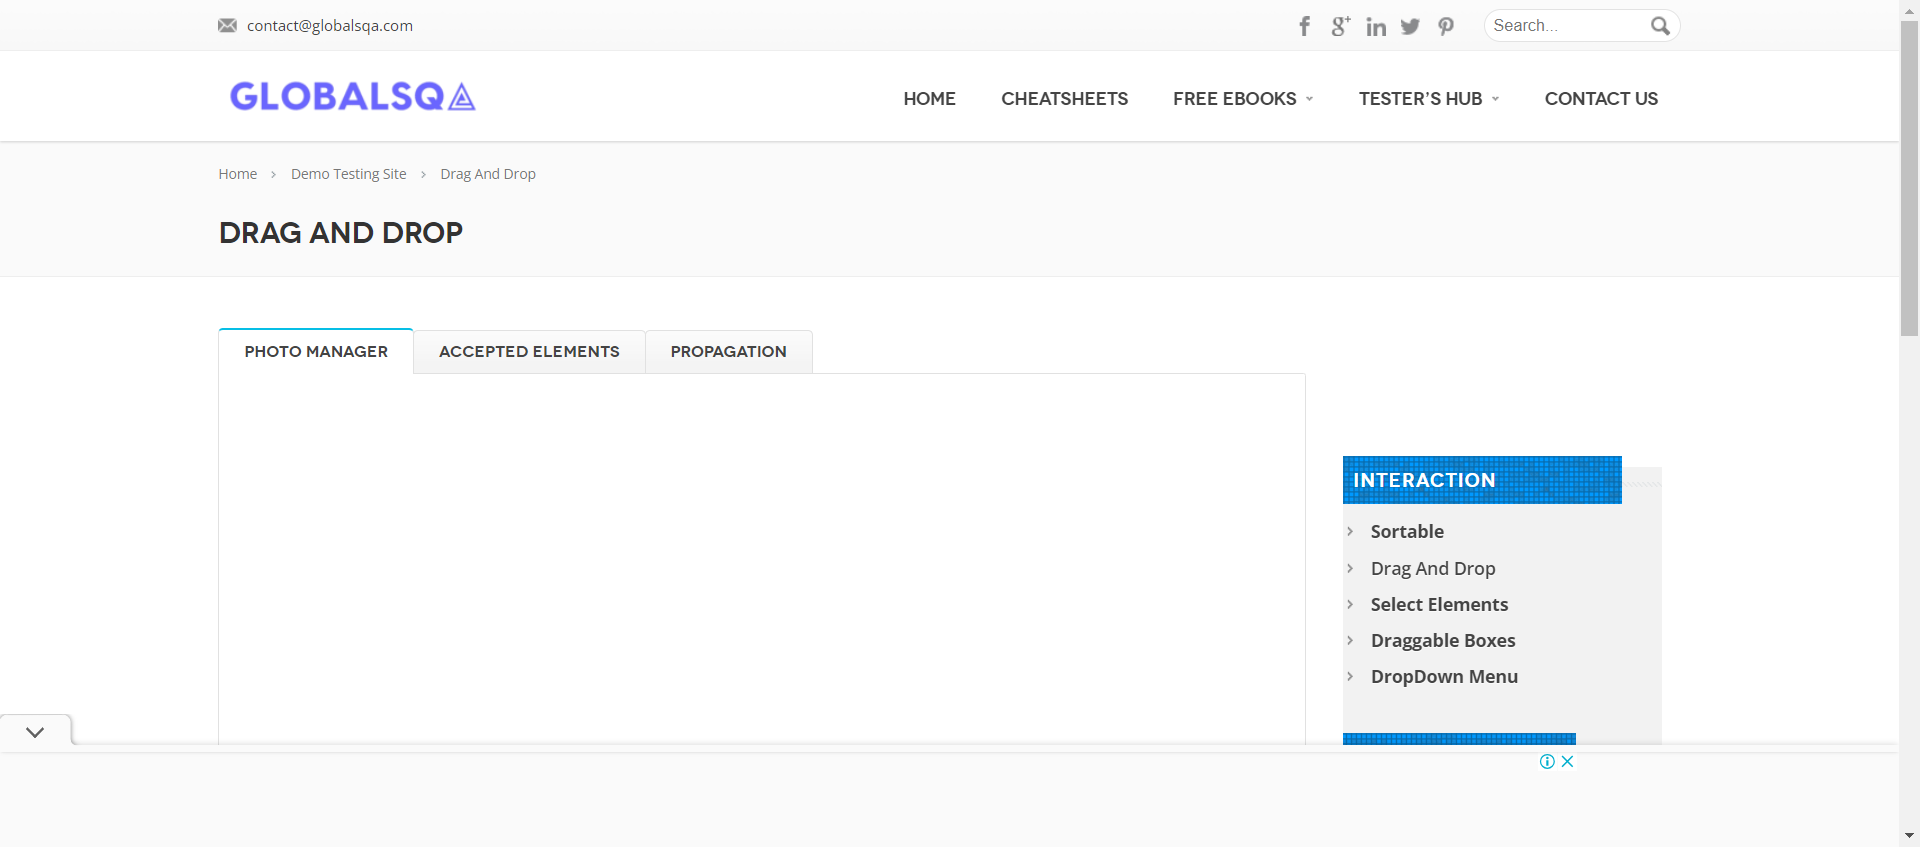 contact@globalsqa.com
Search...
GLOBALSQA
HOME
CHEATSHEETS
FREE EBOOKS
TESTER’S HUB
CONTACT US
Home
Demo Testing Site
Drag And Drop
DRAG AND DROP
PHOTO MANAGER
ACCEPTED ELEMENTS
PROPAGATION
INTERACTION
Sortable
Drag And Drop
Select Elements
Draggable Boxes
DropDown Menu